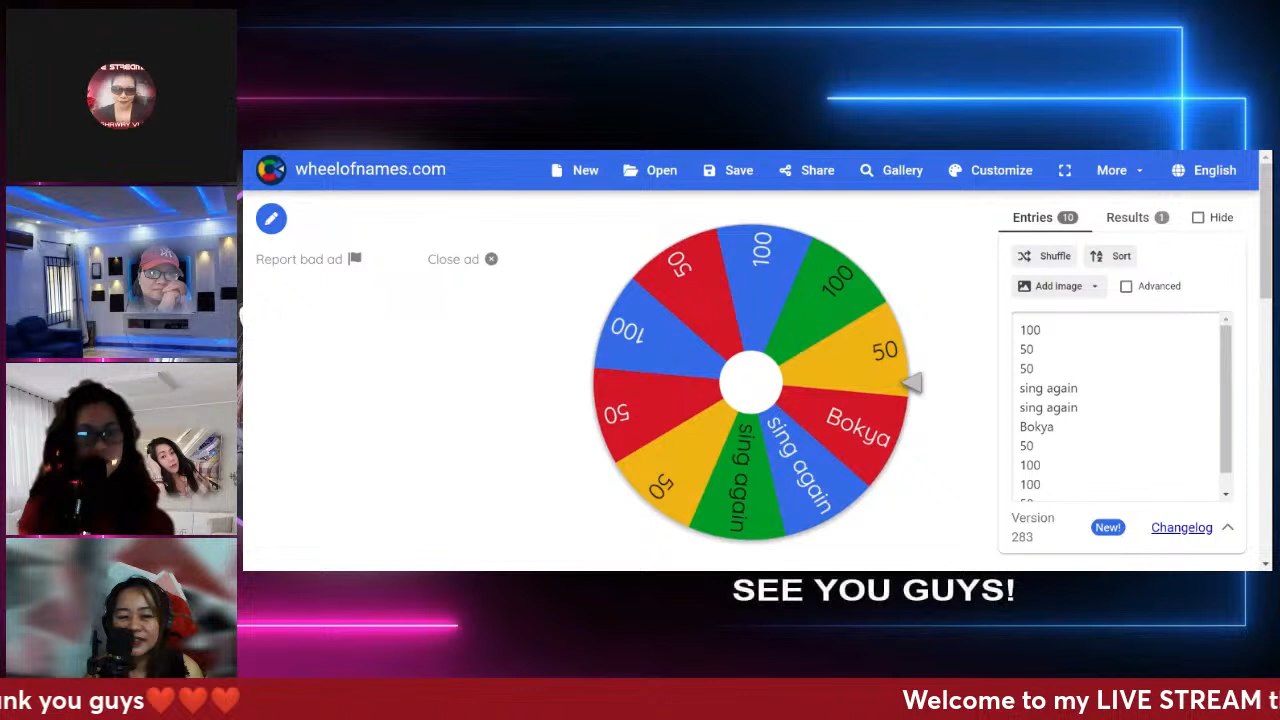 E STREAM
SHAWRY VL
wheelofnames.com
New
Open
Save
Share
Gallery
Customize
More
English
Report bad ad
Close ad
Entries 10
Results 1
Hide
Shuffle
Sort
Add image
Advanced
100
50
50
sing again
sing again
Bokya
50
100
100
Version
283
New!
Changelog
100
100
50
Bokya
sing again
sing again
50
50
100
50
SEE YOU GUYS!
nk you guys❤️❤️❤️
Welcome to my LIVE STREAM t